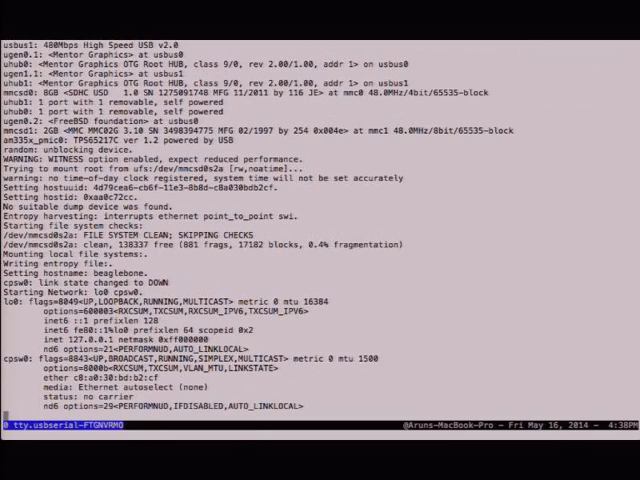 usbus1: 480Mbps High Speed USB v2.0
ugen0.1: <Mentor Graphics> at usbus0
uhub0: <Mentor Graphics OTG Root HUB, class 9/0, rev 2.00/1.00, addr 1> on usbus0
ugen1.1: <Mentor Graphics> at usbus1
uhub1: <Mentor Graphics OTG Root HUB, class 9/0, rev 2.00/1.00, addr 1> on usbus1
mmcsd0: 8GB <SDHC USD   1.0 SN 1275091748 MFG 11/2011 by 116 JE> at mmc0 48.0MHz/4bit/65535-block
uhub1: 1 port with 1 removable, self powered
uhub0: 1 port with 1 removable, self powered
ugen0.2: <FreeBSD foundation> at usbus0
mmcsd1: 2GB <MMC MMC02G 3.10 SN 3498394775 MFG 02/1997 by 254 0x004e> at mmc1 48.0MHz/8bit/65535-block
am335x_pmic0: TPS65217C ver 1.2 powered by USB
random: unblocking device.
WARNING: WITNESS option enabled, expect reduced performance.
Trying to mount root from ufs:/dev/mmcsd0s2a [rw,noatime]...
warning: no time-of-day clock registered, system time will not be set accurately
Setting hostuuid: 4d79cea6-cb6f-11e3-8b8d-c8a030bdb2cf.
Setting hostid: 0xaa0c72cc.
No suitable dump device was found.
Entropy harvesting: interrupts ethernet point_to_point swi.
Starting file system checks:
/dev/mmcsd0s2a: FILE SYSTEM CLEAN; SKIPPING CHECKS
/dev/mmcsd0s2a: clean, 138337 free (881 frags, 17182 blocks, 0.4% fragmentation)
Mounting local file systems:.
Writing entropy file:.
Setting hostname: beaglebone.
cpsw0: link state changed to DOWN
Starting Network: lo0 cpsw0.
lo0: flags=8049<UP,LOOPBACK,RUNNING,MULTICAST> metric 0 mtu 16384
options=600003<RXCSUM,TXCSUM,RXCSUM_IPV6,TXCSUM_IPV6>
inet6 ::1 prefixlen 128
inet6 fe80::1%lo0 prefixlen 64 scopeid 0x2
inet 127.0.0.1 netmask 0xff000000
nd6 options=21<PERFORMNUD,AUTO_LINKLOCAL>
cpsw0: flags=8843<UP,BROADCAST,RUNNING,SIMPLEX,MULTICAST> metric 0 mtu 1500
options=8000b<RXCSUM,TXCSUM,VLAN_MTU,LINKSTATE>
ether c8:a0:30:bd:b2:cf
media: Ethernet autoselect (none)
status: no carrier
nd6 options=29<PERFORMNUD,IFDISABLED,AUTO_LINKLOCAL>
0 tty.usbserial-FTGNVRMO @Aruns-MacBook-Pro - Fri May 16, 2014 - 4:38PM